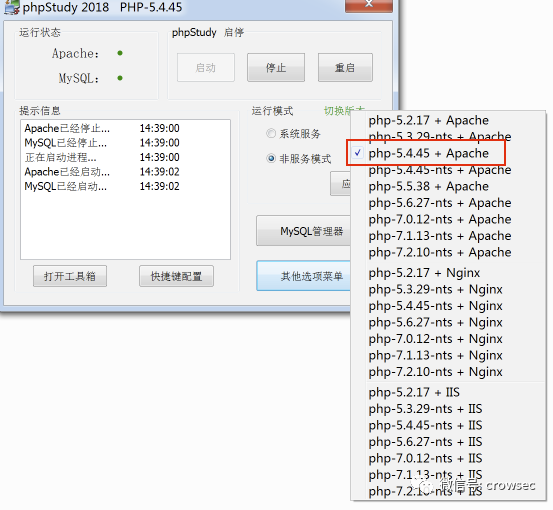 phpStudy 2018 PHP-5.4.45
运行状态
Apache:
MySQL:
phpStudy 启停
启动
停止
重启
提示信息
Apache已经停止... 14:39:00
MySQL已经停止... 14:39:00
正在启动进程... 14:39:00
Apache已经启动... 14:39:02
MySQL已经启动... 14:39:02
运行模式 切换版本
系统服务
非服务模式
应
MySQL管理器
打开工具箱
快捷键配置
其他选项菜单
php-5.2.17 + Apache
php-5.3.29-nts + Apache
php-5.4.45 + Apache
php-5.4.45-nts + Apache
php-5.5.38 + Apache
php-5.6.27-nts + Apache
php-7.0.12-nts + Apache
php-7.1.13-nts + Apache
php-7.2.10-nts + Apache
php-5.2.17 + Nginx
php-5.3.29-nts + Nginx
php-5.4.45-nts + Nginx
php-5.6.27-nts + Nginx
php-7.0.12-nts + Nginx
php-7.1.13-nts + Nginx
php-7.2.10-nts + Nginx
php-5.2.17 + IIS
php-5.3.29-nts + IIS
php-5.4.45-nts + IIS
php-5.6.27-nts + IIS
php-7.0.12-nts + IIS
php-7.1.13-nts + IIS
php-7.2.10-nts + IIS
微信号: crowsec